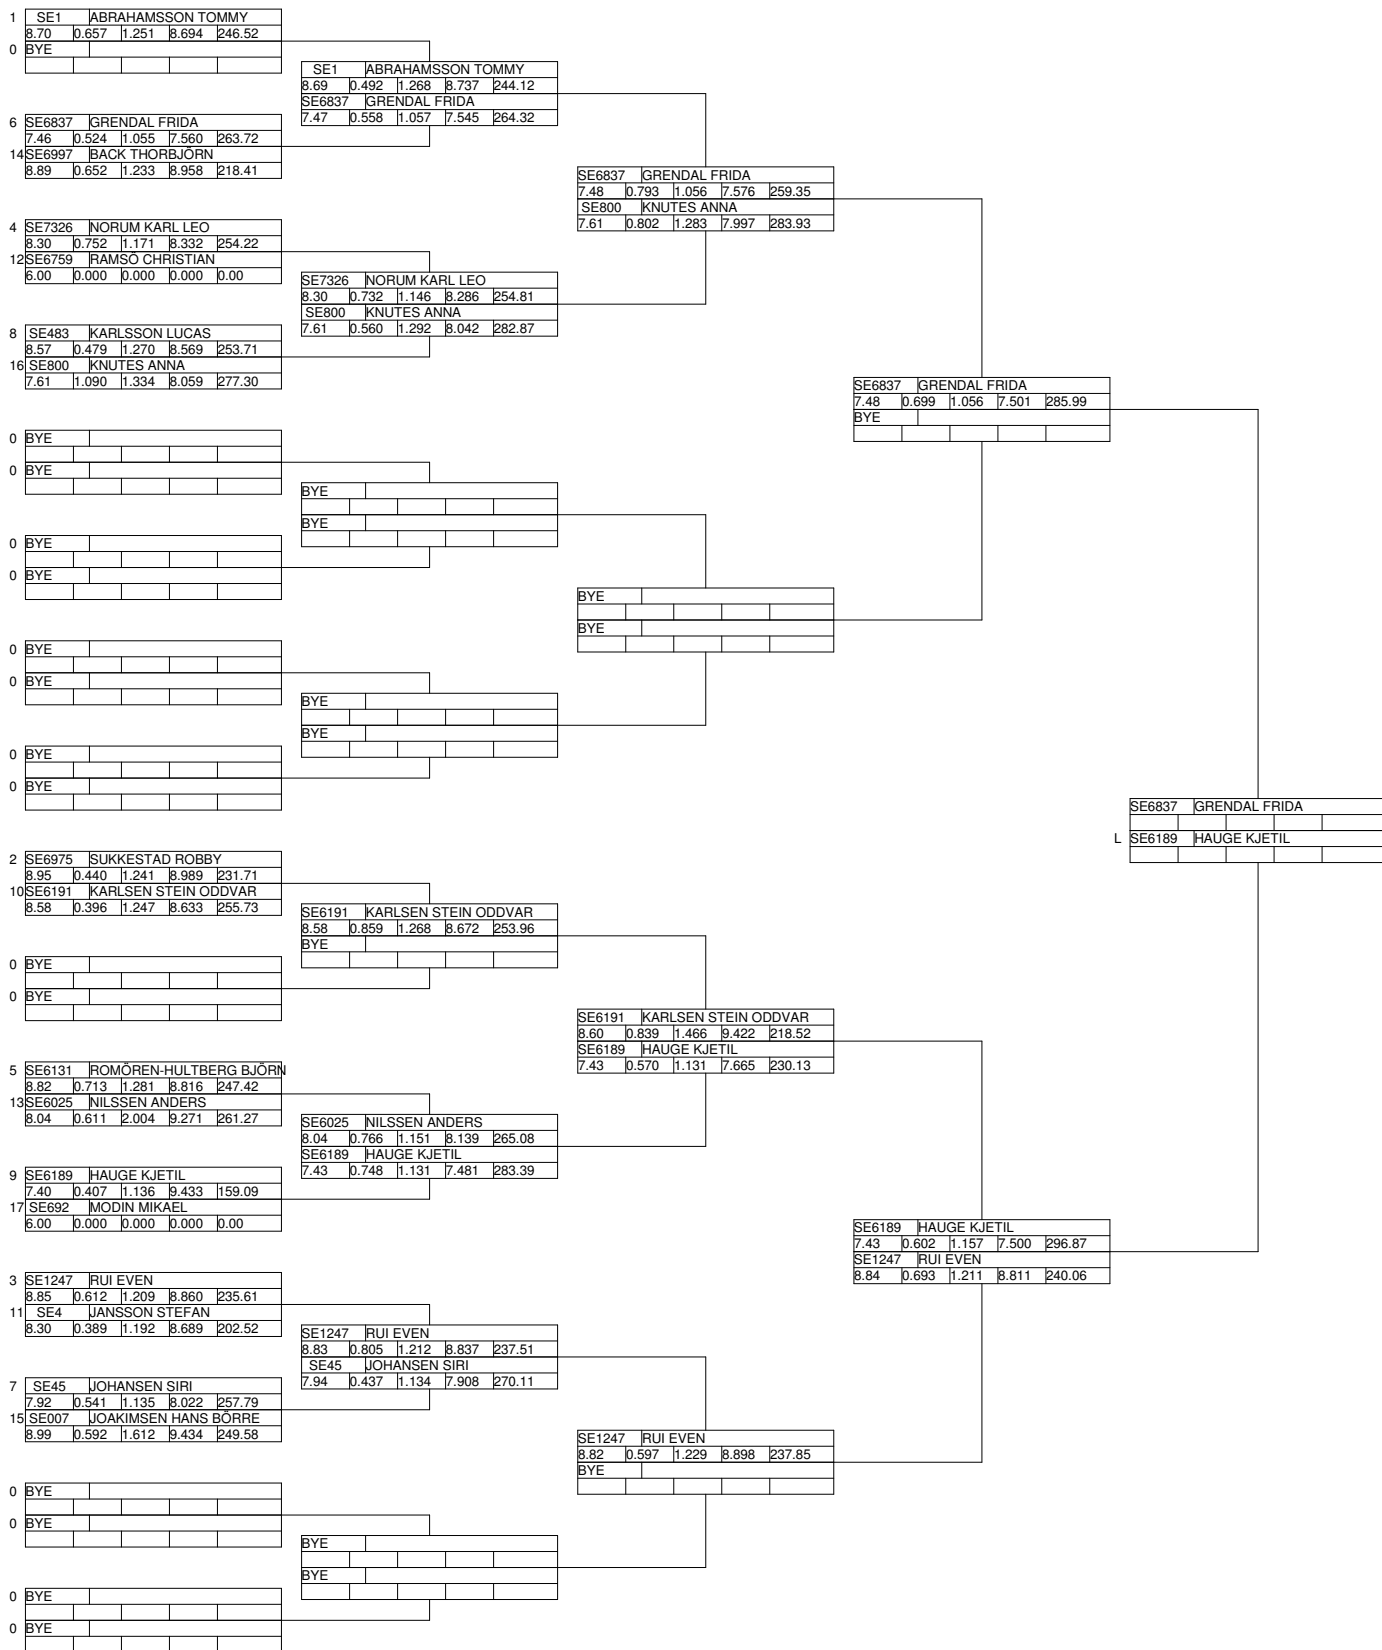 1 SE1 ABRAHAMSSON TOMMY
8.70 0.657 1.251 8.694 246.52
0 BYE
6 SE6837 GRENDAL FRIDA
7.46 0.524 1.055 7.560 263.72
14 SE6997 BACK THORBJÖRN
8.89 0.652 1.233 8.958 218.41
4 SE7326 NORUM KARL LEO
8.30 0.752 1.171 8.332 254.22
12 SE6759 RAMSÖ CHRISTIAN
6.00 0.000 0.000 0.000 0.00
8 SE483 KARLSSON LUCAS
8.57 0.479 1.270 8.569 253.71
16 SE800 KNUTES ANNA
7.61 1.090 1.334 8.059 277.30
0 BYE
0 BYE
0 BYE
0 BYE
0 BYE
0 BYE
0 BYE
0 BYE
2 SE6975 SUKKESTAD ROBBY
8.95 0.440 1.241 8.989 231.71
10 SE6191 KARLSEN STEIN ODDVAR
8.58 0.396 1.247 8.633 255.73
0 BYE
0 BYE
5 SE6131 ROMÖREN-HULTBERG BJÖRN
8.82 0.713 1.281 8.816 247.42
13 SE6025 NILSSEN ANDERS
8.04 0.611 2.004 9.271 261.27
9 SE6189 HAUGE KJETIL
7.40 0.407 1.136 9.433 159.09
17 SE692 MODIN MIKAEL
6.00 0.000 0.000 0.000 0.00
3 SE1247 RUI EVEN
8.85 0.612 1.209 8.860 235.61
11 SE4 JANSSON STEFAN
8.30 0.389 1.192 8.689 202.52
7 SE45 JOHANSEN SIRI
7.92 0.541 1.135 8.022 257.79
15 SE007 JOAKIMSEN HANS BÖRRE
8.99 0.592 1.612 9.434 249.58
0 BYE
0 BYE
0 BYE
0 BYE
SE1 ABRAHAMSSON TOMMY
8.69 0.492 1.268 8.737 244.12
SE6837 GRENDAL FRIDA
7.47 0.558 1.057 7.545 264.32
SE7326 NORUM KARL LEO
8.30 0.732 1.146 8.286 254.81
SE800 KNUTES ANNA
7.61 0.560 1.292 8.042 282.87
BYE
BYE
BYE
BYE
SE6191 KARLSEN STEIN ODDVAR
8.58 0.859 1.268 8.672 253.96
BYE
SE6025 NILSSEN ANDERS
8.04 0.766 1.151 8.139 265.08
SE6189 HAUGE KJETIL
7.43 0.748 1.131 7.481 283.39
SE1247 RUI EVEN
8.83 0.805 1.212 8.837 237.51
SE45 JOHANSEN SIRI
7.94 0.437 1.134 7.908 270.11
BYE
BYE
SE6837 GRENDAL FRIDA
7.48 0.793 1.056 7.576 259.35
SE800 KNUTES ANNA
7.61 0.802 1.283 7.997 283.93
BYE
BYE
SE6191 KARLSEN STEIN ODDVAR
8.60 0.839 1.466 9.422 218.52
SE6189 HAUGE KJETIL
7.43 0.570 1.131 7.665 230.13
SE1247 RUI EVEN
8.82 0.597 1.229 8.898 237.85
BYE
SE6837 GRENDAL FRIDA
7.48 0.699 1.056 7.501 285.99
BYE
SE6189 HAUGE KJETIL
7.43 0.602 1.157 7.500 296.87
SE1247 RUI EVEN
8.84 0.693 1.211 8.811 240.06
SE6837 GRENDAL FRIDA
L SE6189 HAUGE KJETIL